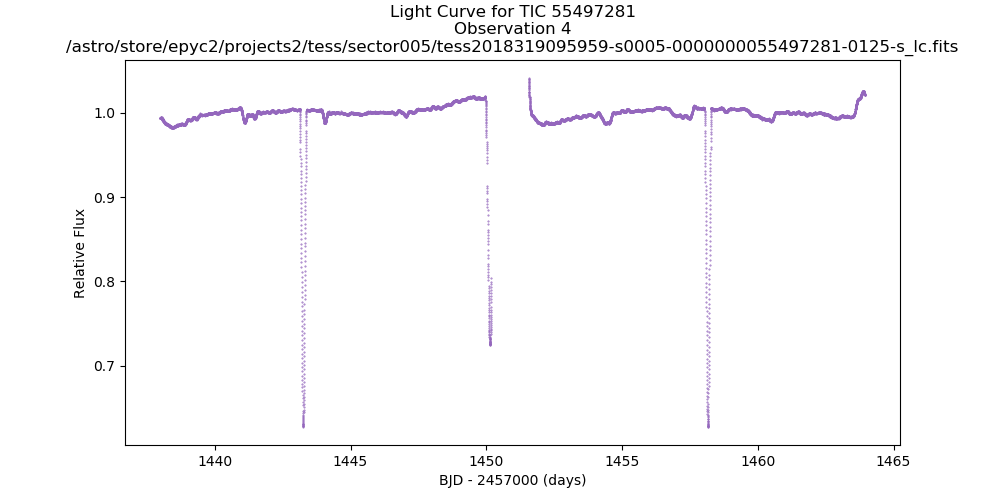 Light Curve for TIC 55497281
Observation 4
/astro/store/epyc2/projects2/tess/sector005/tess2018319095959-s0005-0000000055497281-0125-s_lc.fits
Relative Flux
1.0
0.9
0.8
0.7
1440
1445
1450
1455
1460
1465
BJD - 2457000 (days)